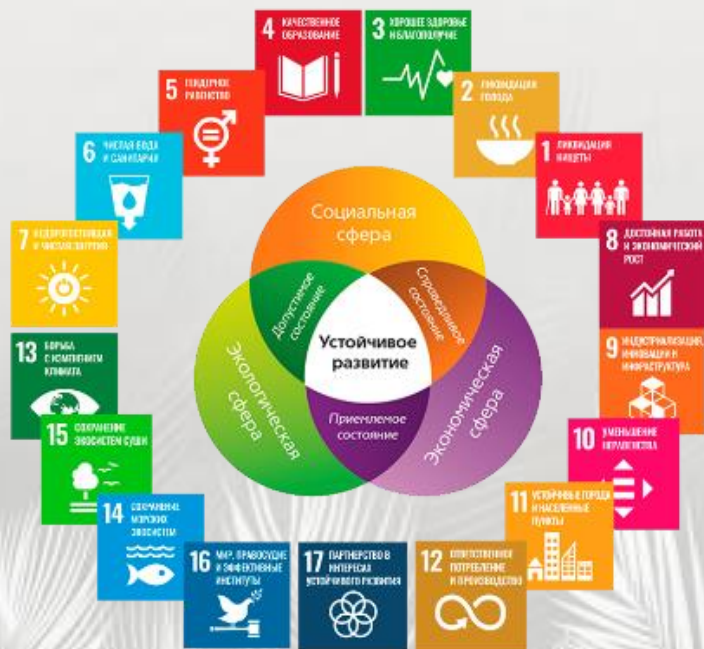 4 КАЧЕСТВЕННОЕ
ОБРАЗОВАНИЕ
3 ХОРОШЕЕ ЗДОРОВЬЕ
И БЛАГОПОЛУЧИЕ
5 ГЕНДЕРНОЕ
РАВЕНСТВО
2 ЛИКВИДАЦИЯ
ГОЛОДА
6 ЧИСТАЯ ВОДА
И САНИТАРИЯ
1 ЛИКВИДАЦИЯ
НИЩЕТЫ
7 НЕДОРОГОСТОЯЩАЯ
И ЧИСТАЯ ЭНЕРГИЯ
8 ДОСТОЙНАЯ РАБОТА
И ЭКОНОМИЧЕСКИЙ
РОСТ
Социальная
сфера
Допустимое
состояние
Справедливое
состояние
Устойчивое
развитие
Экологическая
сфера
Приемлемое
состояние
Экономическая
сфера
13 БОРЬБА
С ИЗМЕНЕНИЕМ
КЛИМАТА
9 ИНДУСТРИАЛИЗАЦИЯ,
ИННОВАЦИИ И
ИНФРАСТРУКТУРА
15 СОХРАНЕНИЕ
ЭКОСИСТЕМ СУШИ
10 УМЕНЬШЕНИЕ
НЕРАВЕНСТВА
14 СОХРАНЕНИЕ
МОРСКИХ
ЭКОСИСТЕМ
11 УСТОЙЧИВЫЕ ГОРОДА
И НАСЕЛЕННЫЕ
ПУНКТЫ
16 МИР, ПРАВОСУДИЕ
И ЭФФЕКТИВНЫЕ
ИНСТИТУТЫ
17 ПАРТНЕРСТВО В
ИНТЕРЕСАХ
УСТОЙЧИВОГО РАЗВИТИЯ
12 ОТВЕТСТВЕННОЕ
ПОТРЕБЛЕНИЕ
И ПРОИЗВОДСТВО